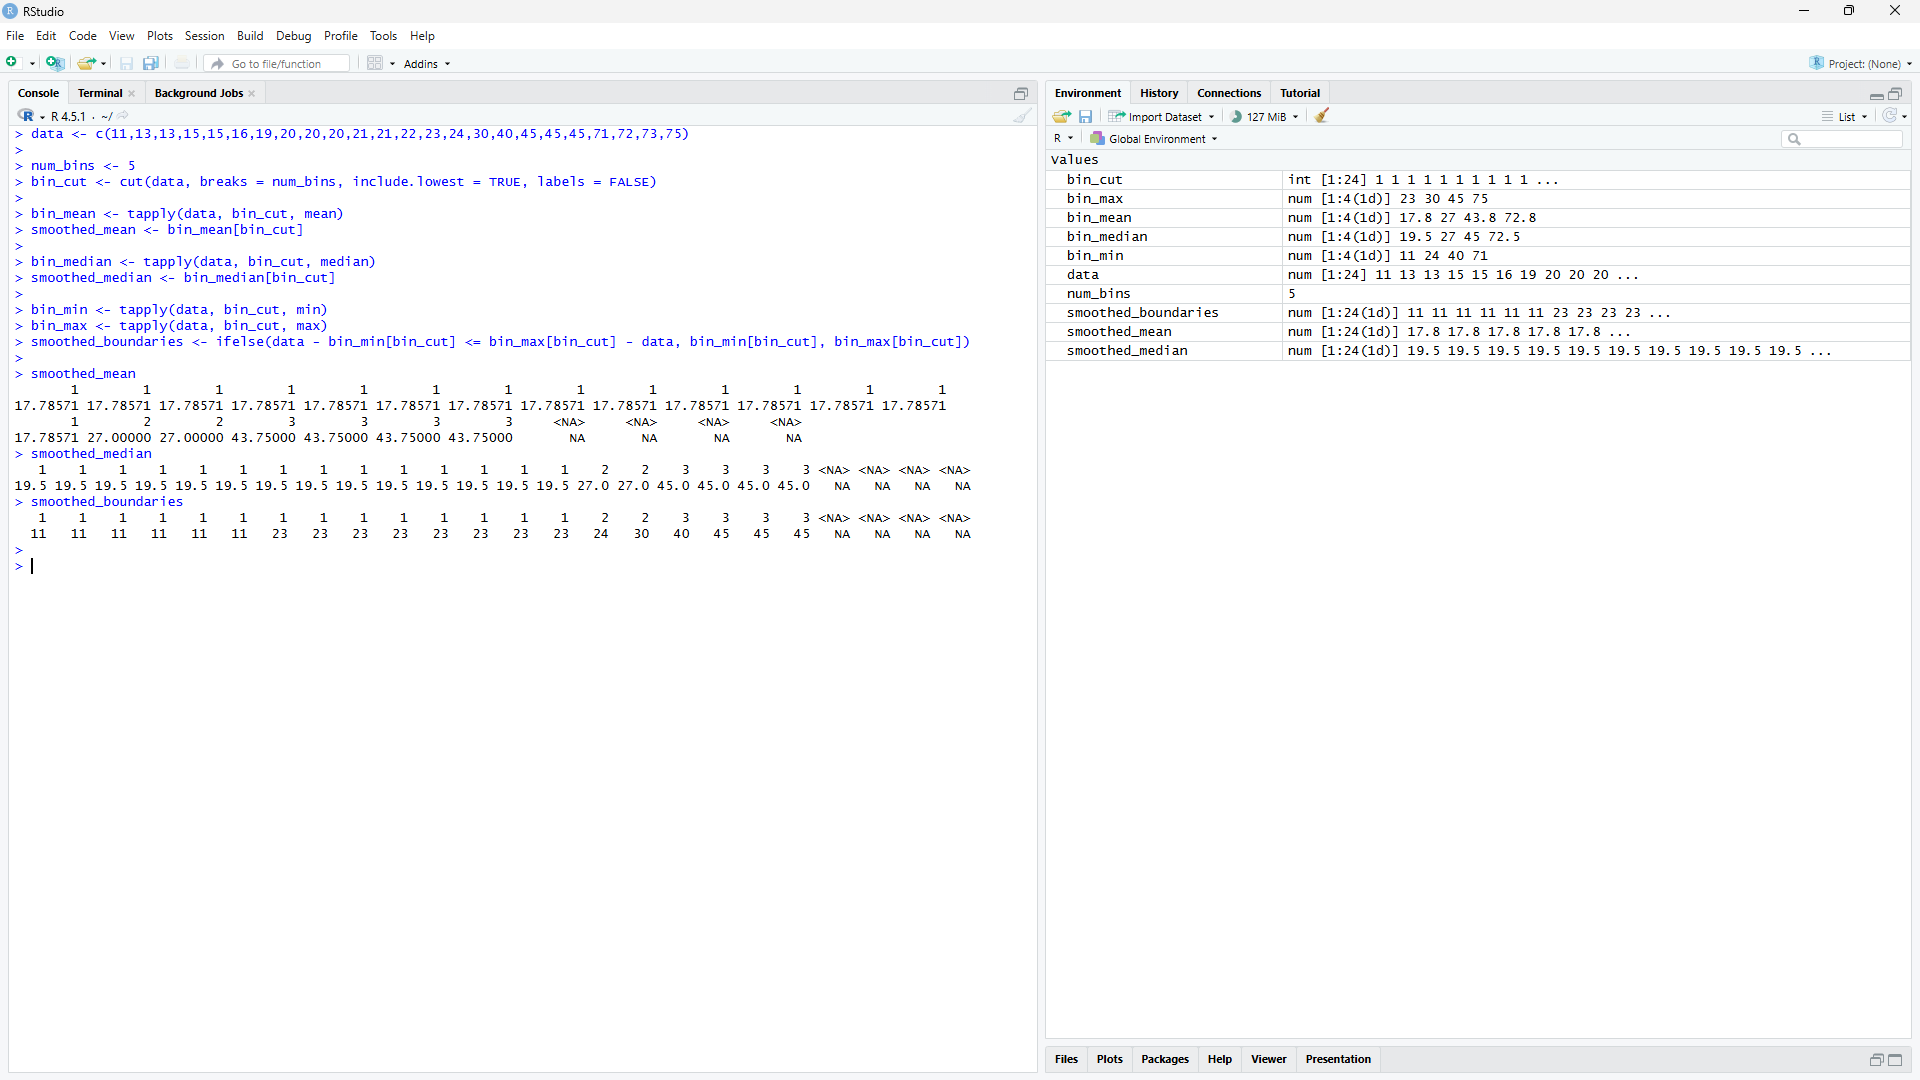 RStudio
File Edit Code View Plots Session Build Debug Profile Tools Help
Go to file/function Addins Project: (None)
Console Terminal Background Jobs
R 4.5.1 · ~/
> data <- c(11,13,13,15,15,16,19,20,20,20,21,21,22,23,24,30,40,45,45,45,71,72,73,75)
>
> num_bins <- 5
> bin_cut <- cut(data, breaks = num_bins, include.lowest = TRUE, labels = FALSE)
>
> bin_mean <- tapply(data, bin_cut, mean)
> smoothed_mean <- bin_mean[bin_cut]
>
> bin_median <- tapply(data, bin_cut, median)
> smoothed_median <- bin_median[bin_cut]
>
> bin_min <- tapply(data, bin_cut, min)
> bin_max <- tapply(data, bin_cut, max)
> smoothed_boundaries <- ifelse(data - bin_min[bin_cut] <= bin_max[bin_cut] - data, bin_min[bin_cut], bin_max[bin_cut])
>
> smoothed_mean
1 1 1 1 1 1 1 1 1 1 1 1 1
17.78571 17.78571 17.78571 17.78571 17.78571 17.78571 17.78571 17.78571 17.78571 17.78571 17.78571 17.78571 17.78571
1 2 2 3 3 3 3 <NA> <NA> <NA> <NA>
17.78571 27.00000 27.00000 43.75000 43.75000 43.75000 43.75000 NA NA NA NA
> smoothed_median
1 1 1 1 1 1 1 1 1 1 1 1 1 1 2 2 3 3 3 3 <NA> <NA> <NA> <NA>
19.5 19.5 19.5 19.5 19.5 19.5 19.5 19.5 19.5 19.5 19.5 19.5 19.5 19.5 27.0 27.0 45.0 45.0 45.0 45.0 NA NA NA NA
> smoothed_boundaries
1 1 1 1 1 1 1 1 1 1 1 1 1 1 2 2 3 3 3 3 <NA> <NA> <NA> <NA>
11 11 11 11 11 11 23 23 23 23 23 23 23 23 24 30 40 45 45 45 NA NA NA NA
>
>
Environment History Connections Tutorial
Import Dataset 127 MiB List
R Global Environment
Values
bin_cut int [1:24] 1 1 1 1 1 1 1 1 1 1 ...
bin_max num [1:4(1d)] 23 30 45 75
bin_mean num [1:4(1d)] 17.8 27 43.8 72.8
bin_median num [1:4(1d)] 19.5 27 45 72.5
bin_min num [1:4(1d)] 11 24 40 71
data num [1:24] 11 13 13 15 15 16 19 20 20 20 ...
num_bins 5
smoothed_boundaries num [1:24(1d)] 11 11 11 11 11 11 23 23 23 23 ...
smoothed_mean num [1:24(1d)] 17.8 17.8 17.8 17.8 17.8 ...
smoothed_median num [1:24(1d)] 19.5 19.5 19.5 19.5 19.5 19.5 19.5 19.5 19.5 19.5 ...
Files Plots Packages Help Viewer Presentation